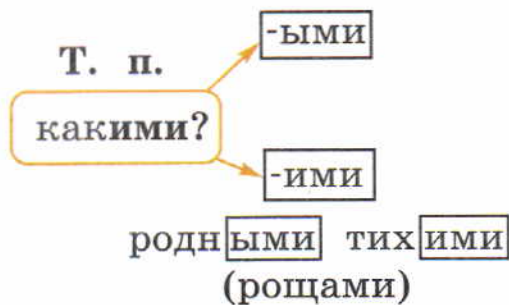 -ыми
Т. п.
какими?
-ими
родными тихими
(рощами)